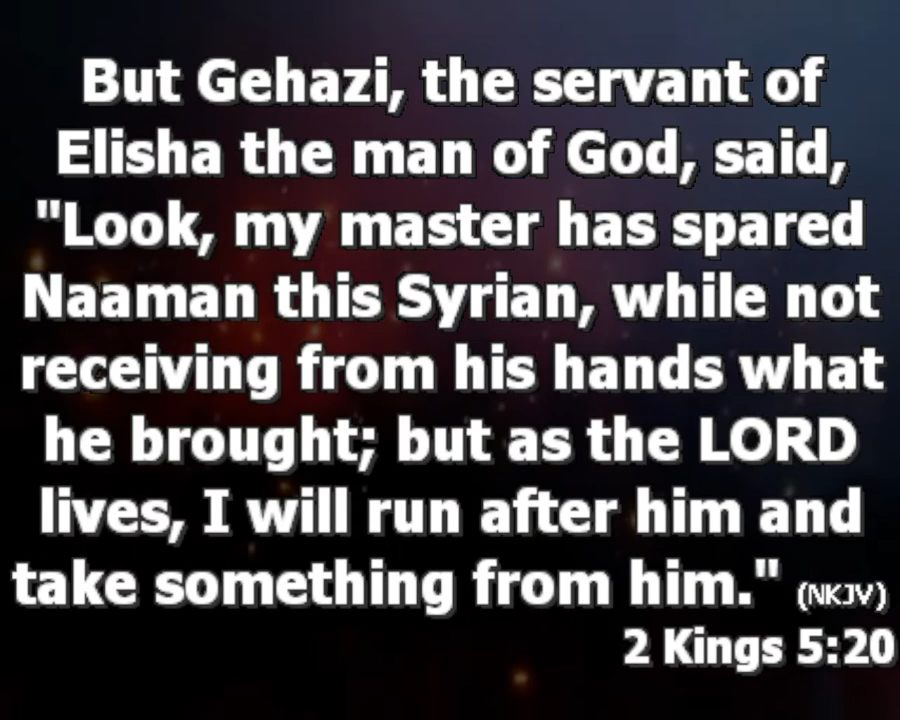 But Gehazi, the servant of
Elisha the man of God, said,
"Look, my master has spared
Naaman this Syrian, while not
receiving from his hands what
he brought; but as the LORD
lives, I will run after him and
take something from him." (NKJV)
2 Kings 5:20